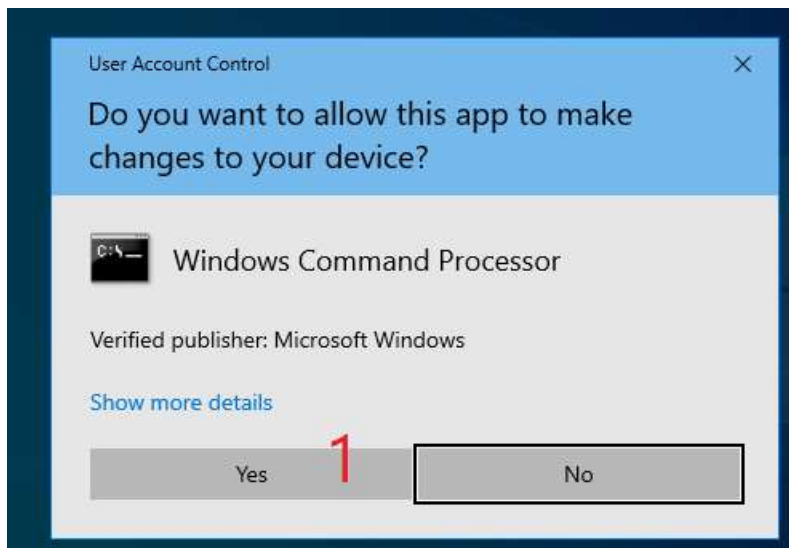 User Account Control
Do you want to allow this app to make
changes to your device?
C:\_
Windows Command Processor
Verified publisher: Microsoft Windows
Show more details
Yes 1 No